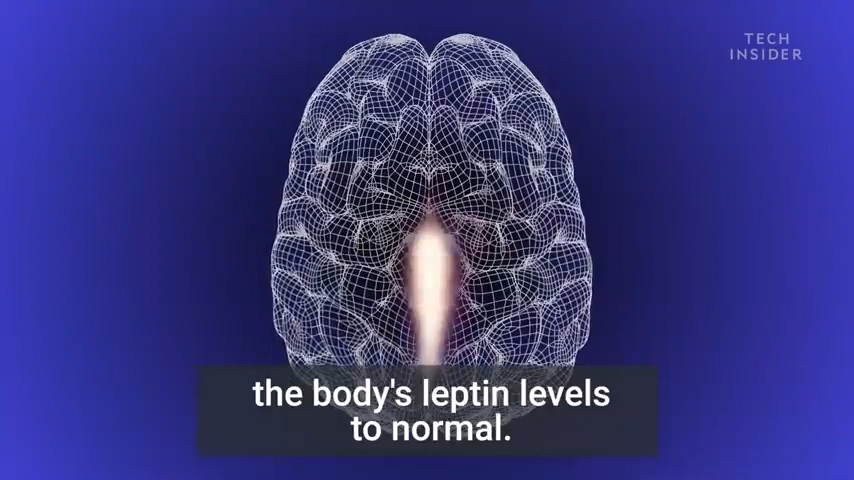 TECH
INSIDER
the body's leptin levels
to normal.